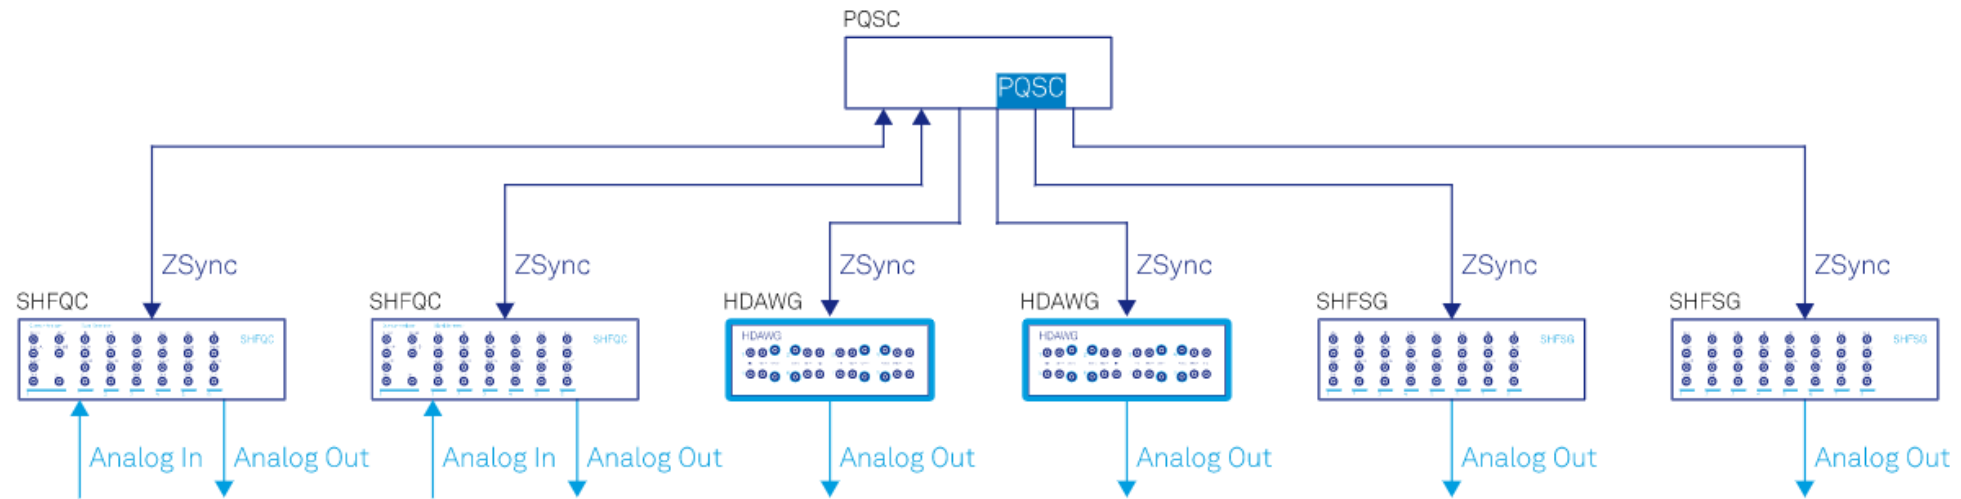 PQSC
PQSC
ZSync ZSync ZSync ZSync ZSync ZSync
SHFQC SHFQC HDAWG HDAWG SHFSG SHFSG
SHFQC SHFQC HDAWG HDAWG SHFSG SHFSG
Analog In Analog Out Analog In Analog Out Analog Out Analog Out Analog Out Analog Out